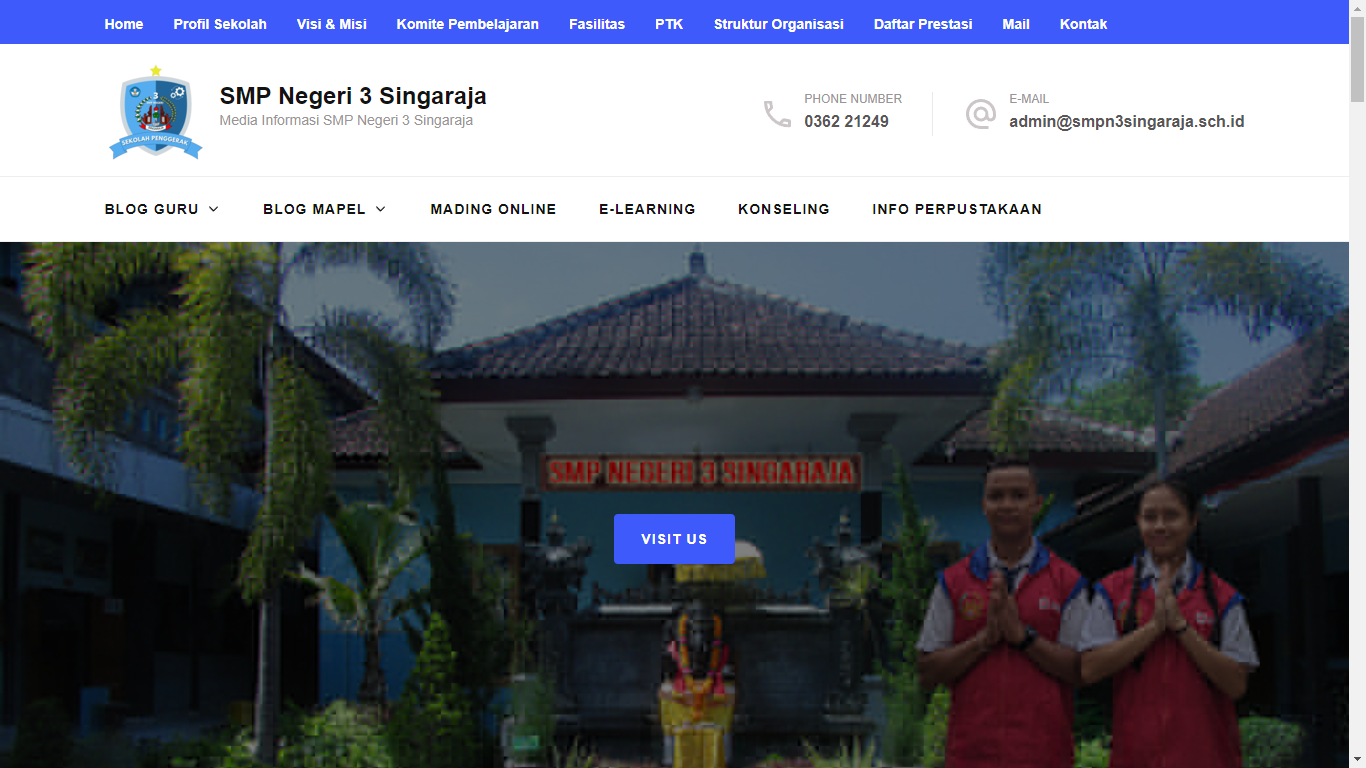 Home Profil Sekolah Visi & Misi Komite Pembelajaran Fasilitas PTK Struktur Organisasi Daftar Prestasi Mail Kontak
3
SEKOLAH PENGGERAK
SMP Negeri 3 Singaraja
Media Informasi SMP Negeri 3 Singaraja
PHONE NUMBER
0362 21249
E-MAIL
admin@smpn3singaraja.sch.id
BLOG GURU BLOG MAPEL MADING ONLINE E-LEARNING KONSELING INFO PERPUSTAKAAN
SMP NEGERI 3 SINGARAJA
VISIT US